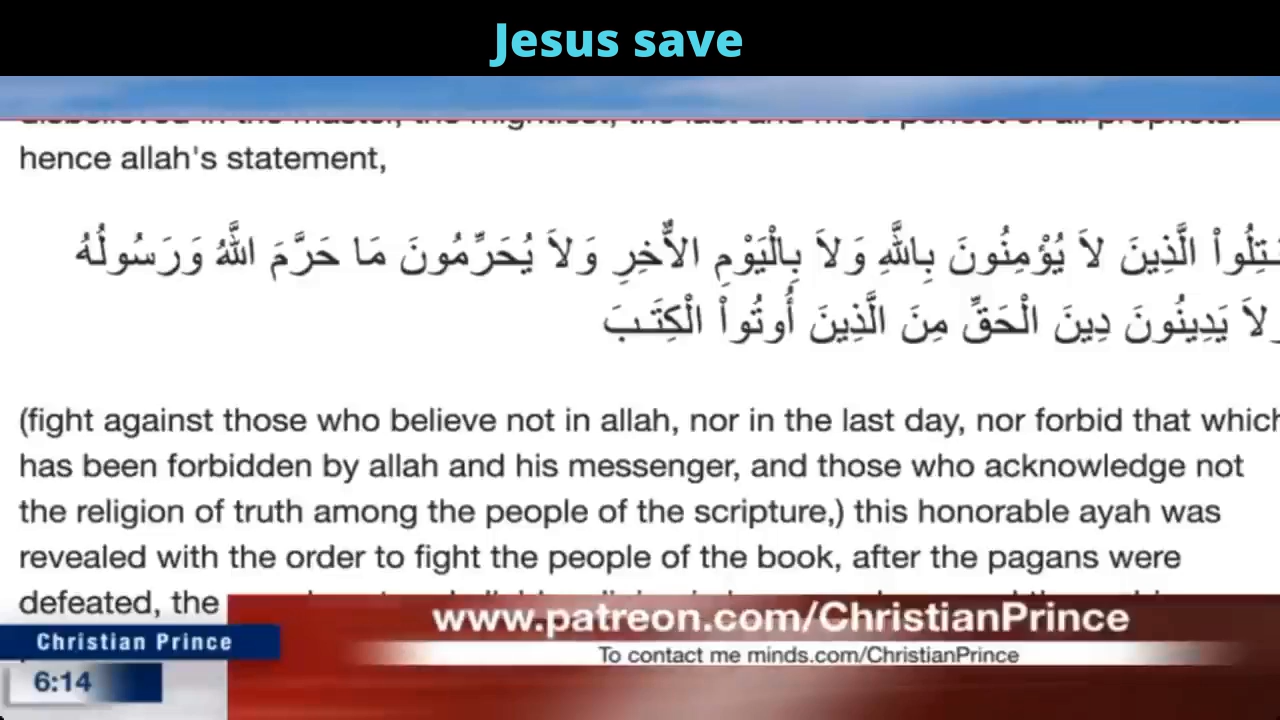 Jesus save
hence allah's statement,
الَّذِينَ لاَ يُؤْمِنُونَ بِاللَّهِ وَلاَ بِالْيَوْمِ الاٌّخِرِ وَلاَ يُحَرِّمُونَ مَا حَرَّمَ اللَّهُ وَرَسُولُهُ
وَلاَ يَدِينُونَ دِينَ الْحَقِّ مِنَ الَّذِينَ أُوتُواْ الْكِتَـبَ
(fight against those who believe not in allah, nor in the last day, nor forbid that which
has been forbidden by allah and his messenger, and those who acknowledge not
the religion of truth among the people of the scripture,) this honorable ayah was
revealed with the order to fight the people of the book, after the pagans were
defeated, the
www.patreon.com/ChristianPrince
Christian Prince
To contact me minds.com/ChristianPrince
6:14